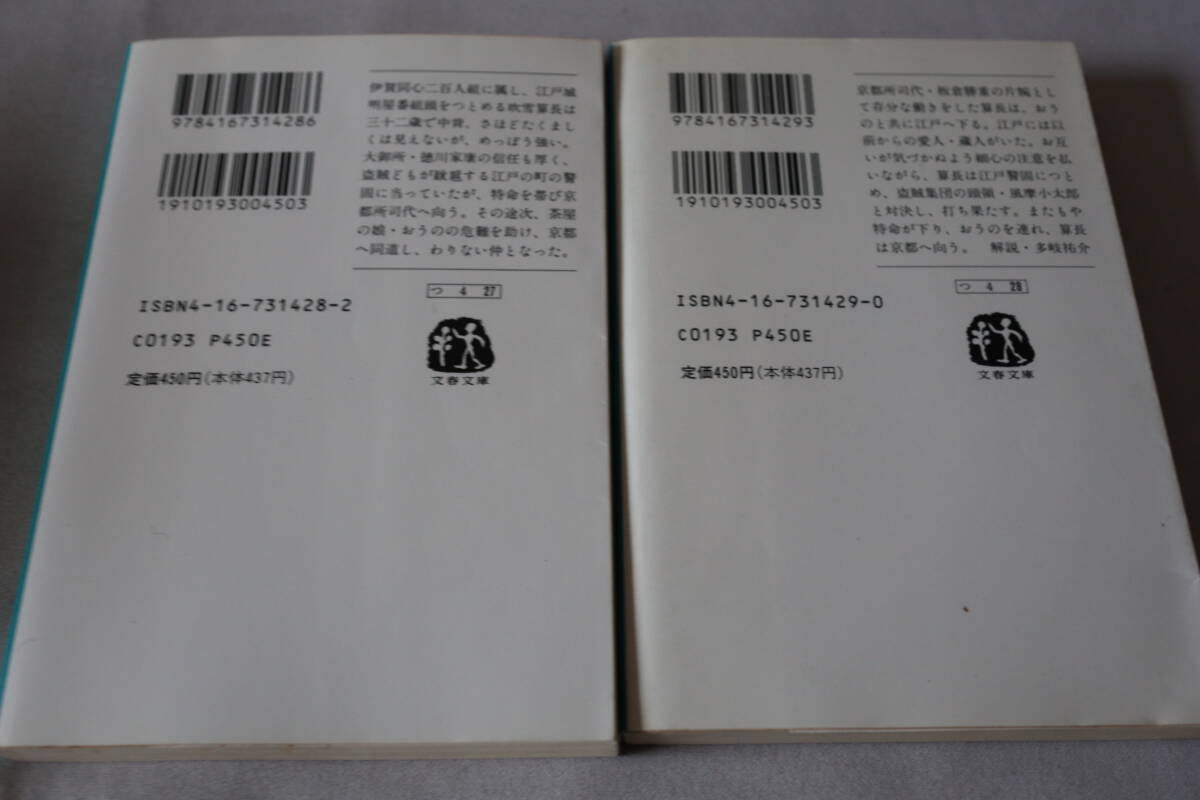 9784167314286
1910193004503
伊賀同心二百人組に属し、江戸城
明屋番組頭をつとめる吹雪算長は
三十二歳で中背、さほどたくまし
くは見えないが、めっぽう強い。
大御所・徳川家康の信任も厚く、
盗賊どもが跋扈する江戸の町の警
固に当っていたが、特命を帯び京
都所司代へ向う。その途次、茶屋
の娘・おうのの危難を助け、京都
へ同道し、わりない仲となった。
ISBN4-16-731428-2
C0193 P450E
定価450円(本体437円)
つ 4 27
文春文庫
9784167314293
1910193004503
京都所司代・板倉勝重の片腕とし
て存分な働きをした算長は、おう
のと共に江戸へ下る。江戸には以
前からの愛人・蔵人がいた。お互
いが気づかぬよう細心の注意を払
いながら、算長は江戸警固につと
め、盗賊集団の頭領・風摩小太郎
と対決し、打ち果たす。またもや
特命が下り、おうのを連れ、算長
は京都へ向う。 解説・多岐祐介
ISBN4-16-731429-0
C0193 P450E
定価450円(本体437円)
つ 4 28
文春文庫